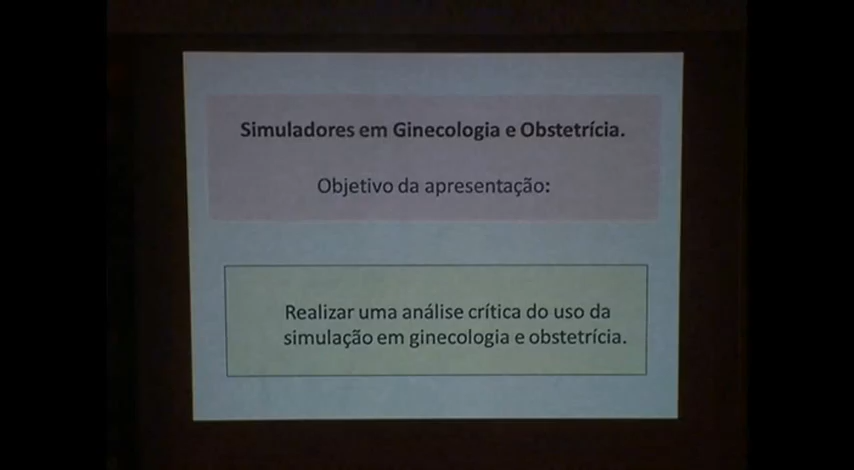 Simuladores em Ginecologia e Obstetrícia.
Objetivo da apresentação:
Realizar uma análise crítica do uso da
simulação em ginecologia e obstetrícia.